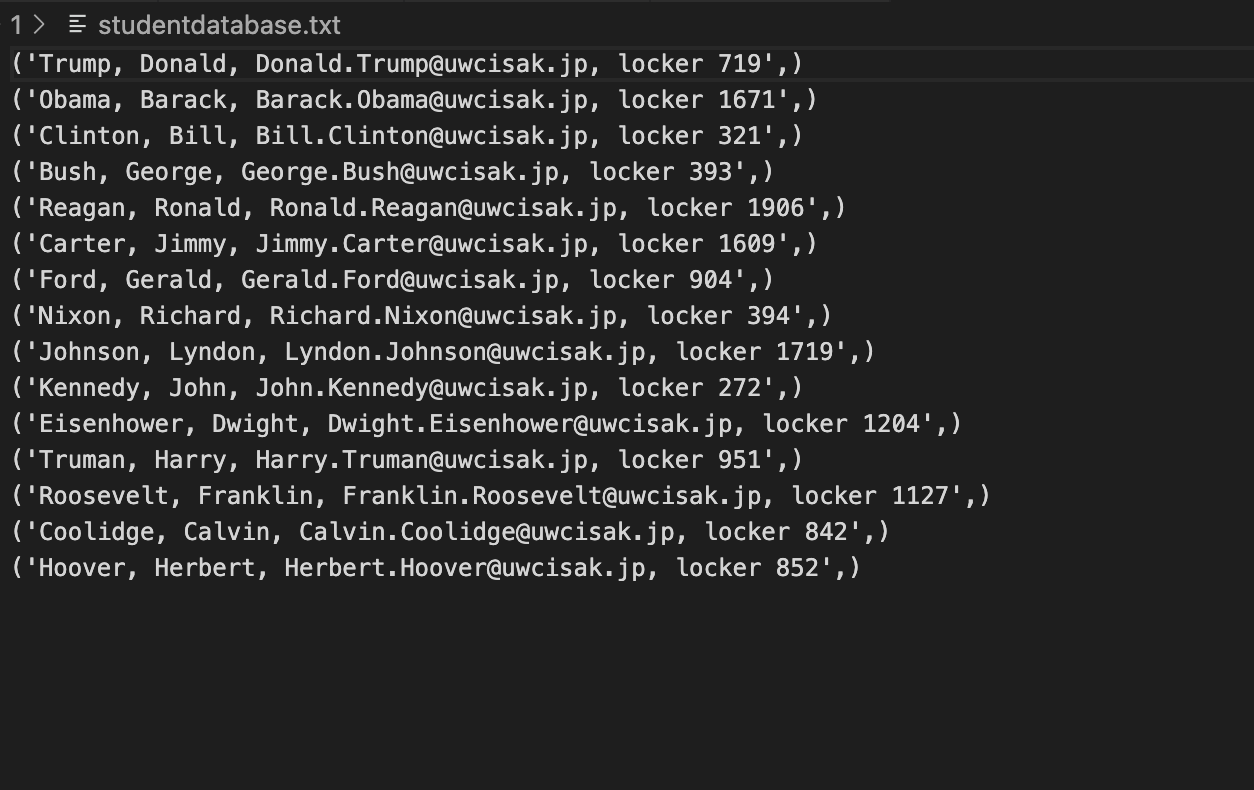 1 > studentdatabase.txt
('Trump, Donald, Donald.Trump@uwcisak.jp, locker 719',)
('Obama, Barack, Barack.Obama@uwcisak.jp, locker 1671',)
('Clinton, Bill, Bill.Clinton@uwcisak.jp, locker 321',)
('Bush, George, George.Bush@uwcisak.jp, locker 393',)
('Reagan, Ronald, Ronald.Reagan@uwcisak.jp, locker 1906',)
('Carter, Jimmy, Jimmy.Carter@uwcisak.jp, locker 1609',)
('Ford, Gerald, Gerald.Ford@uwcisak.jp, locker 904',)
('Nixon, Richard, Richard.Nixon@uwcisak.jp, locker 394',)
('Johnson, Lyndon, Lyndon.Johnson@uwcisak.jp, locker 1719',)
('Kennedy, John, John.Kennedy@uwcisak.jp, locker 272',)
('Eisenhower, Dwight, Dwight.Eisenhower@uwcisak.jp, locker 1204',)
('Truman, Harry, Harry.Truman@uwcisak.jp, locker 951',)
('Roosevelt, Franklin, Franklin.Roosevelt@uwcisak.jp, locker 1127',)
('Coolidge, Calvin, Calvin.Coolidge@uwcisak.jp, locker 842',)
('Hoover, Herbert, Herbert.Hoover@uwcisak.jp, locker 852',)